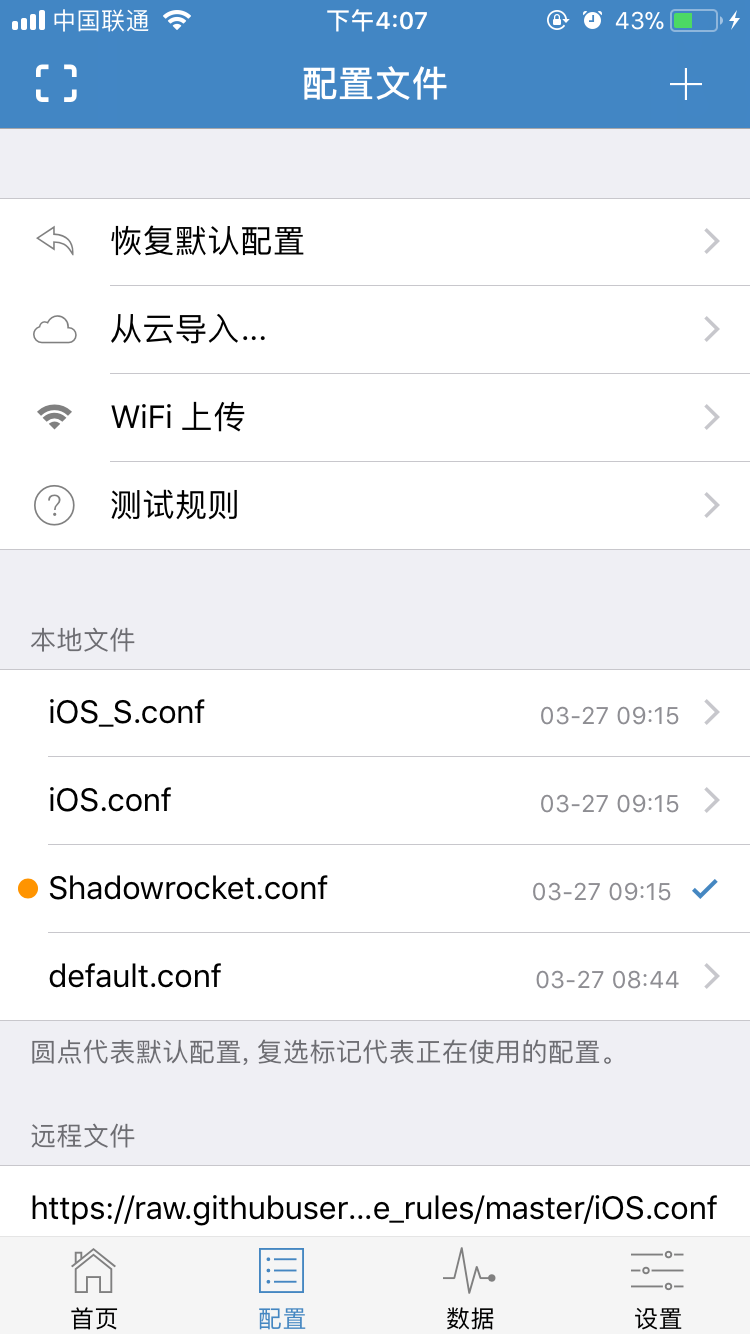 中国联通 下午4:07 43%
配置文件
恢复默认配置
从云导入...
WiFi 上传
? 测试规则
本地文件
iOS_S.conf 03-27 09:15
iOS.conf 03-27 09:15
Shadowrocket.conf 03-27 09:15
default.conf 03-27 08:44
圆点代表默认配置, 复选标记代表正在使用的配置。
远程文件
https://raw.githubuser...e_rules/master/iOS.conf
首页 配置 数据 设置